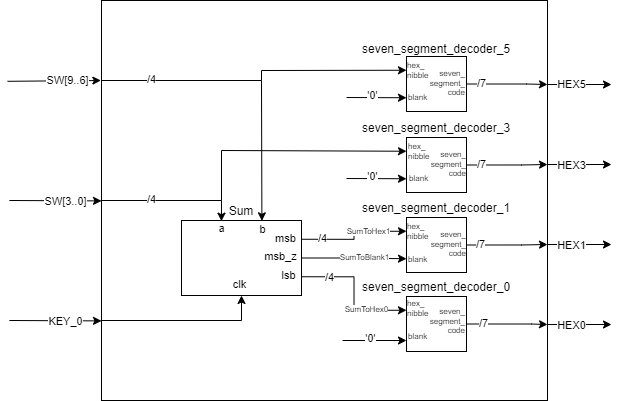 seven_segment_decoder_5
hex_
nibble
seven_
segment_
code
blank
SW[9..6]
/4
'0'
/7
HEX5
seven_segment_decoder_3
hex_
nibble
seven_
segment_
code
blank
'0'
/7
HEX3
SW[3..0]
/4
Sum
a
b
msb
msb_z
lsb
clk
/4
/4
seven_segment_decoder_1
SumToHex1
hex_
nibble
seven_
segment_
code
SumToBlank1
blank
/7
HEX1
seven_segment_decoder_0
SumToHex0
hex_
nibble
seven_
segment_
code
'0'
blank
/7
HEX0
KEY_0